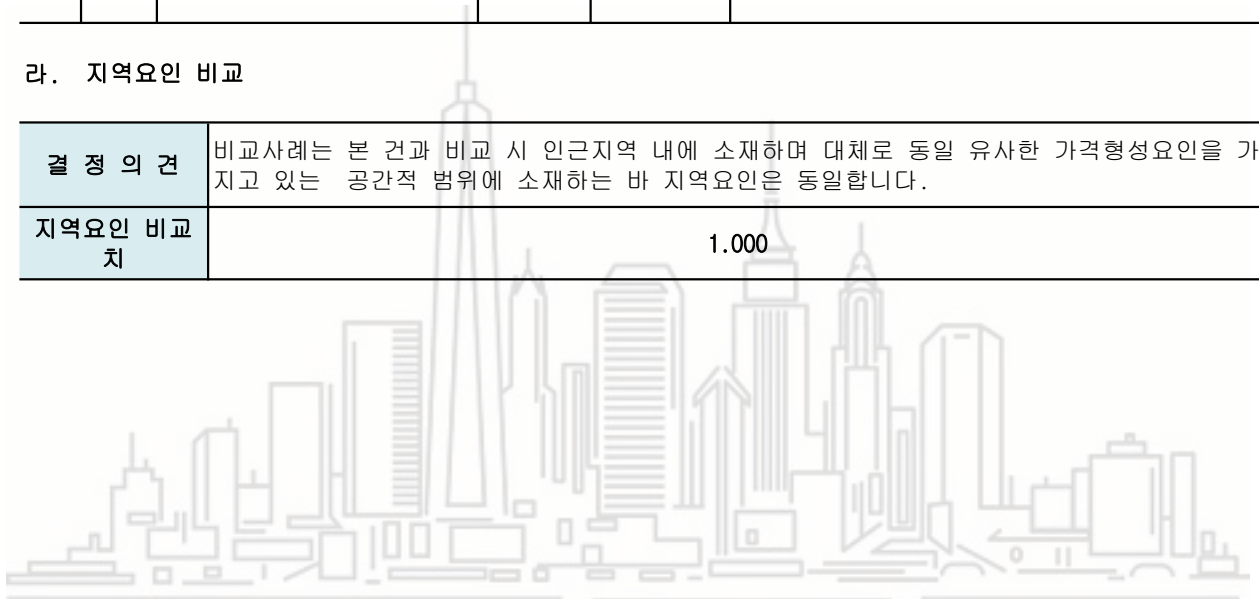 라. 지역요인 비교
결 정 의 견
비교사례는 본 건과 비교 시 인근지역 내에 소재하며 대체로 동일 유사한 가격형성요인을 가
지고 있는 공간적 범위에 소재하는 바 지역요인은 동일합니다.
지역요인 비교
치
1.000